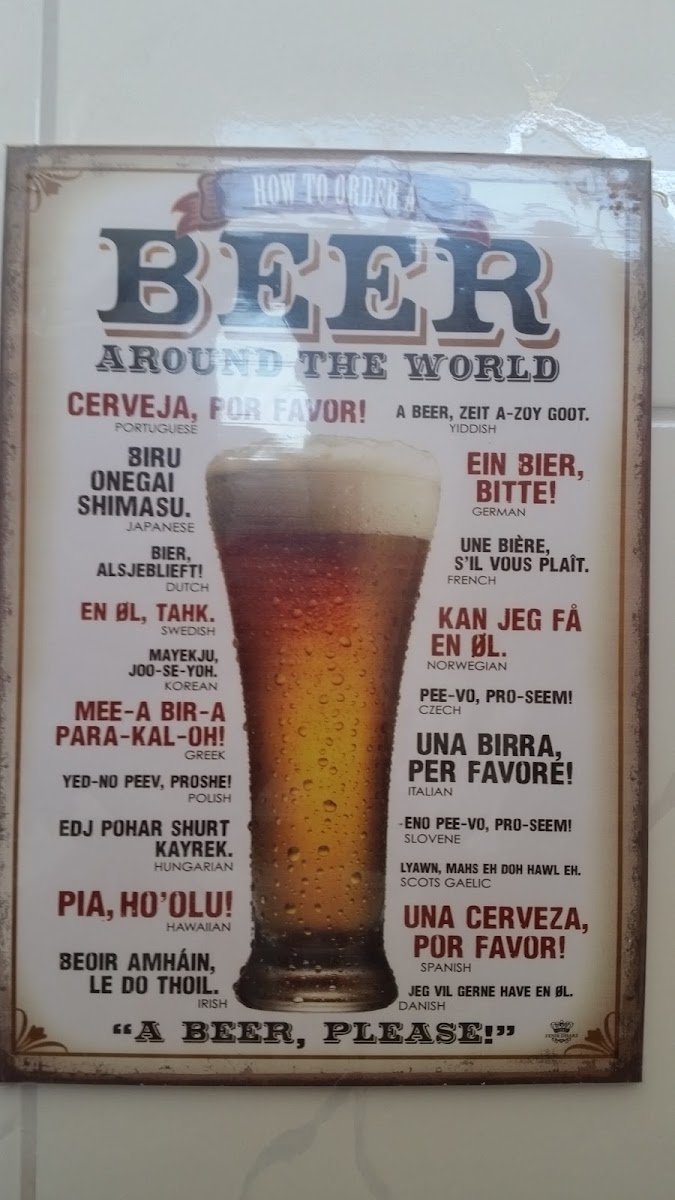 HOW TO ORDER A
BEER
AROUND THE WORLD
CERVEJA, POR FAVOR!
PORTUGUESE
BIRU
ONEGAI
SHIMASU.
JAPANESE
BIER,
ALSJEBLIEFT!
DUTCH
EN ØL, TAHK.
SWEDISH
MAYEKJU,
JOO-SE-YOH.
KOREAN
MEE-A BIR-A
PARA-KAL-OH!
GREEK
YED-NO PEEV, PROSHE!
POLISH
EDJ POHAR SHURT
KAYREK.
HUNGARIAN
PIA, HO'OLU!
HAWAIIAN
BEOIR AMHÁIN,
LE DO THOIL.
IRISH
A BEER, ZEIT A-ZOY GOOT.
YIDDISH
EIN BIER,
BITTE!
GERMAN
UNE BIÈRE,
S'IL VOUS PLAÎT.
FRENCH
KAN JEG FÅ
EN ØL.
NORWEGIAN
PEE-VO, PRO-SEEM!
CZECH
UNA BIRRA,
PER FAVORE!
ITALIAN
-ENO PEE-VO, PRO-SEEM!
SLOVENE
LYAWN, MAHS EH DOH HAWL EH.
SCOTS GAELIC
UNA CERVEZA,
POR FAVOR!
SPANISH
JEG VIL GERNE HAVE EN ØL.
DANISH
"A BEER, PLEASE!"